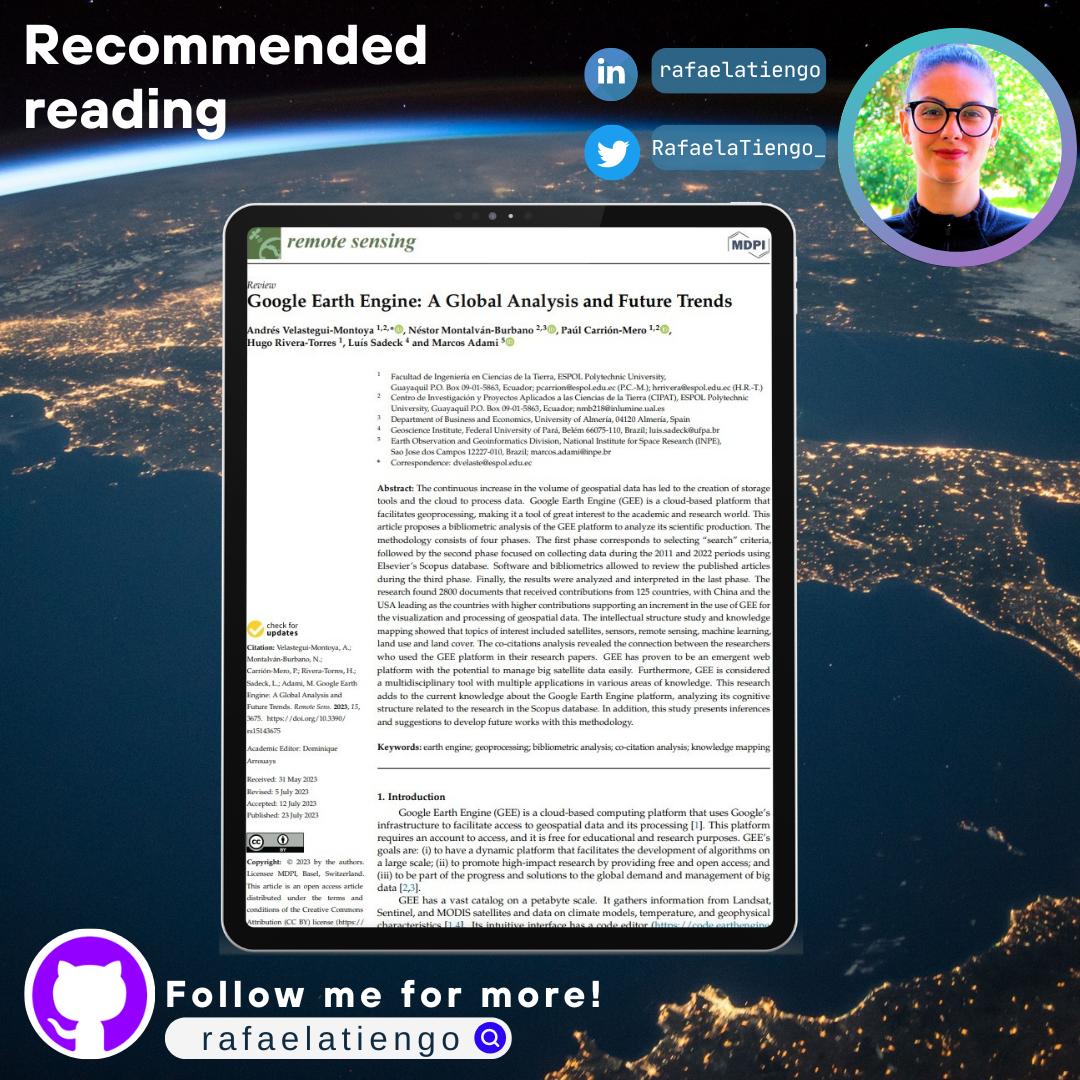 Recommended
reading
in
rafaelatiengo
RafaelaTiengo_
remote sensing
MDPI
Review
Google Earth Engine: A Global Analysis and Future Trends
Andrés Velastegui-Montoya 1,2,*, Néstor Montalván-Burbano 2,3, Paúl Carrión-Mero 1,2,
Hugo Rivera-Torres 1, Luís Sadeck 4 and Marcos Adami 5
1 Facultad de Ingeniería en Ciencias de la Tierra, ESPOL Polytechnic University,
Guayaquil P.O. Box 09-01-5863, Ecuador; pcarrion@espol.edu.ec (P.C.-M.); hrrivera@espol.edu.ec (H.R.-T.)
2 Centro de Investigación y Proyectos Aplicados a las Ciencias de la Tierra (CIPAT), ESPOL Polytechnic
University, Guayaquil P.O. Box 09-01-5863, Ecuador; nmb218@inlumine.ual.es
3 Department of Business and Economics, University of Almería, 04120 Almería, Spain
4 Geoscience Institute, Federal University of Pará, Belém 66075-110, Brazil; luis.sadeck@ufpa.br
5 Earth Observation and Geoinformatics Division, National Institute for Space Research (INPE),
Sao Jose dos Campos 12227-010, Brazil; marcos.adami@inpe.br
* Correspondence: dvelaste@espol.edu.ec
Abstract: The continuous increase in the volume of geospatial data has led to the creation of storage
tools and the cloud to process data. Google Earth Engine (GEE) is a cloud-based platform that
facilitates geoprocessing, making it a tool of great interest to the academic and research world. This
article proposes a bibliometric analysis of the GEE platform to analyze its scientific production. The
methodology consists of four phases. The first phase corresponds to selecting “search” criteria,
followed by the second phase focused on collecting data during the 2011 and 2022 periods using
Elsevier’s Scopus database. Software and bibliometrics allowed to review the published articles
during the third phase. Finally, the results were analyzed and interpreted in the last phase. The
research found 2800 documents that received contributions from 125 countries, with China and the
USA leading as the countries with higher contributions supporting an increment in the use of GEE for
the visualization and processing of geospatial data. The intellectual structure study and knowledge
mapping showed that topics of interest included satellites, sensors, remote sensing, machine learning,
land use and land cover. The co-citations analysis revealed the connection between the researchers
who used the GEE platform in their research papers. GEE has proven to be an emergent web
platform with the potential to manage big satellite data easily. Furthermore, GEE is considered
a multidisciplinary tool with multiple applications in various areas of knowledge. This research
adds to the current knowledge about the Google Earth Engine platform, analyzing its cognitive
structure related to the research in the Scopus database. In addition, this study presents inferences
and suggestions to develop future works with this methodology.
Keywords: earth engine; geoprocessing; bibliometric analysis; co-citation analysis; knowledge mapping
check for
updates
Citation: Velastegui-Montoya, A.;
Montalván-Burbano, N.;
Carrión-Mero, P.; Rivera-Torres, H.;
Sadeck, L.; Adami, M. Google Earth
Engine: A Global Analysis and
Future Trends. Remote Sens. 2023, 15,
3675. https://doi.org/10.3390/
rs15143675
Academic Editor: Dominique
Arrouays
Received: 31 May 2023
Revised: 5 July 2023
Accepted: 12 July 2023
Published: 23 July 2023
cc BY
Copyright: © 2023 by the authors.
Licensee MDPI, Basel, Switzerland.
This article is an open access article
distributed under the terms and
conditions of the Creative Commons
Attribution (CC BY) license (https://
1. Introduction
Google Earth Engine (GEE) is a cloud-based computing platform that uses Google’s
infrastructure to facilitate access to geospatial data and its processing [1]. This platform
requires an account to access, and it is free for educational and research purposes. GEE’s
goals are: (i) to have a dynamic platform that facilitates the development of algorithms on
a large scale; (ii) to promote high-impact research by providing free and open access; and
(iii) to be part of the progress and solutions to the global demand and management of big
data [2,3].
GEE has a vast catalog on a petabyte scale. It gathers information from Landsat,
Sentinel, and MODIS satellites and data on climate models, temperature, and geophysical
characteristics [1,4]. Its intuitive interface has a code editor (https://code.earthengine
Follow me for more!
rafaelatiengo